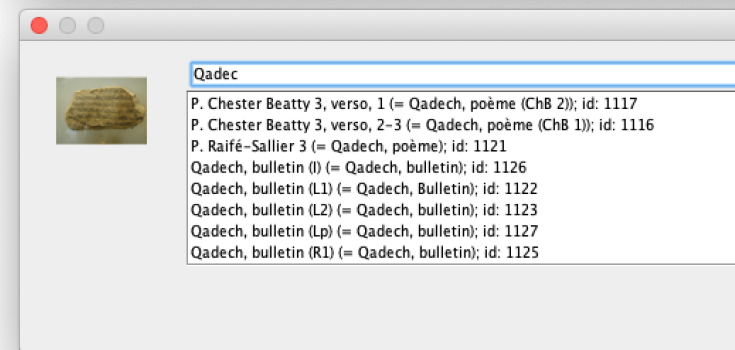 Qadec
P. Chester Beatty 3, verso, 1 (= Qadech, poème (ChB 2)); id: 1117
P. Chester Beatty 3, verso, 2-3 (= Qadech, poème (ChB 1)); id: 1116
P. Raifé-Sallier 3 (= Qadech, poème); id: 1121
Qadech, bulletin (I) (= Qadech, bulletin); id: 1126
Qadech, bulletin (L1) (= Qadech, Bulletin); id: 1122
Qadech, bulletin (L2) (= Qadech, bulletin); id: 1123
Qadech, bulletin (Lp) (= Qadech, bulletin); id: 1127
Qadech, bulletin (R1) (= Qadech, bulletin); id: 1125